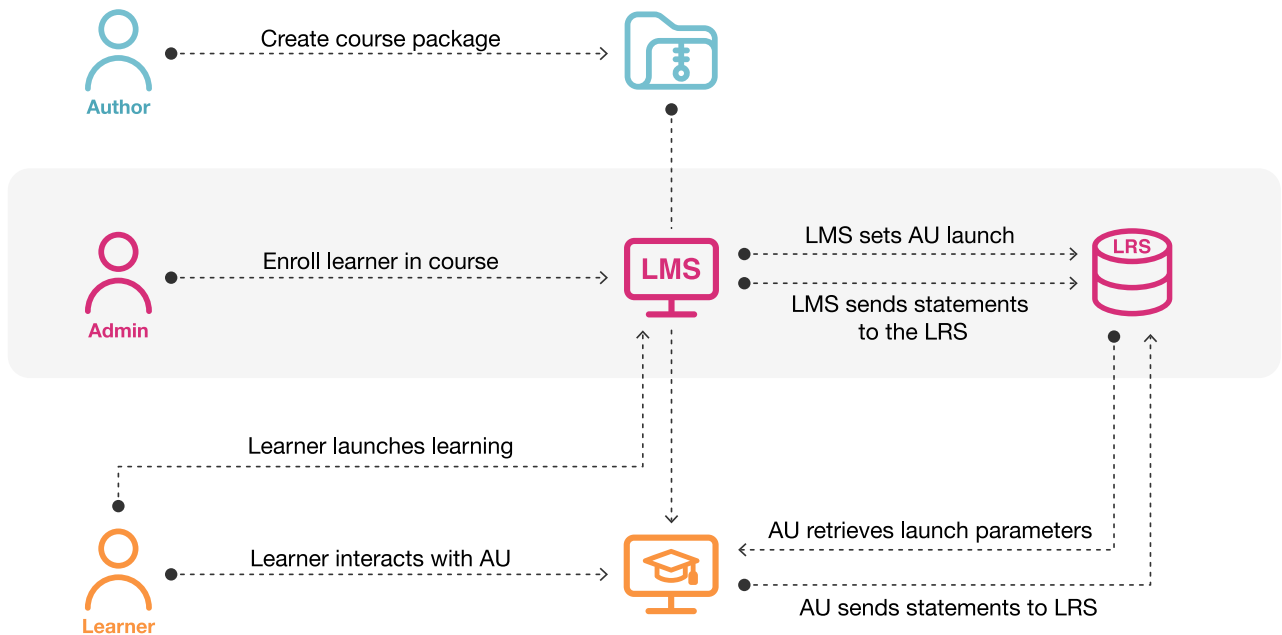 Create course package
Author
LMS sets AU launch
LRS
Enroll learner in course
LMS
LMS sends statements
to the LRS
Admin
Learner launches learning
AU retrieves launch parameters
Learner interacts with AU
AU sends statements to LRS
Learner